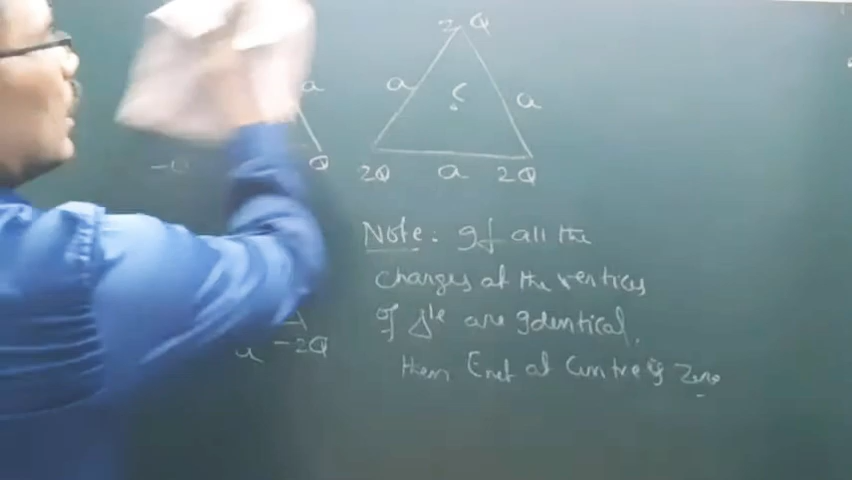 2Q
a
a
C
a
-Q
Q
2Q
a
2Q
Note: If all the
charges at the vertices
of Δle are identical,
a
-2Q
then Enet at Centre is Zero